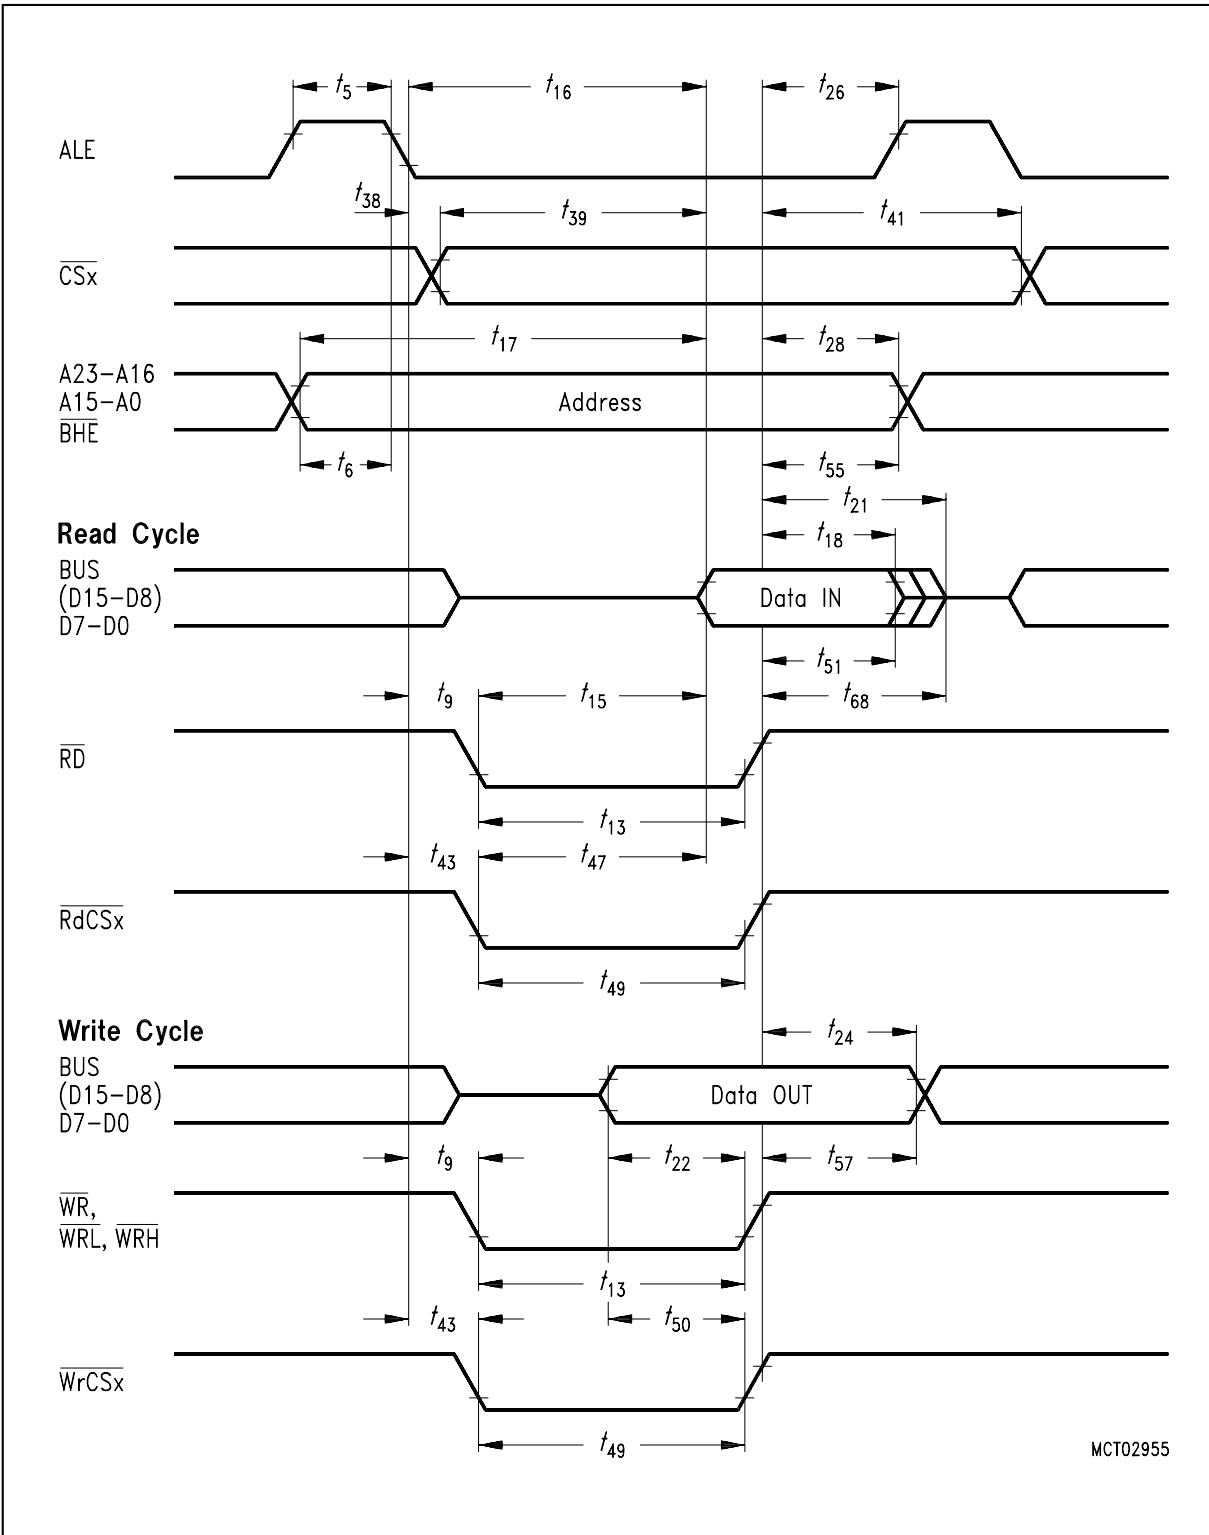 t5 t16 t26
ALE
t38 t39 t41
CSx
t17 t28
A23-A16
A15-A0 Address
BHE
t6 t55
t21
Read Cycle t18
BUS
(D15-D8) Data IN
D7-D0
t51
t9 t15 t68
RD
t13
t43 t47
RdCSx
t49
Write Cycle t24
BUS
(D15-D8) Data OUT
D7-D0
t9 t22 t57
WR,
WRL, WRH
t13
t43 t50
WrCSx
t49
MCT02955